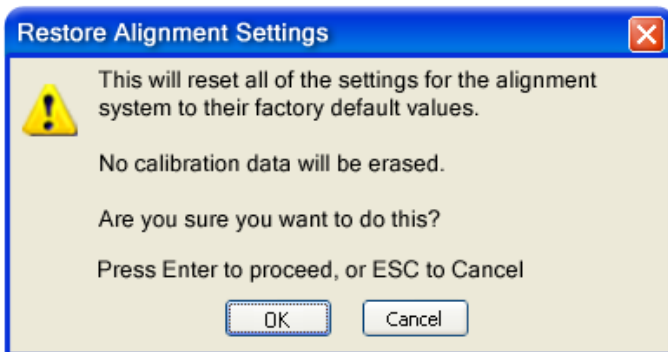 Restore Alignment Settings
This will reset all of the settings for the alignment
system to their factory default values.
No calibration data will be erased.
Are you sure you want to do this?
Press Enter to proceed, or ESC to Cancel
OK
Cancel